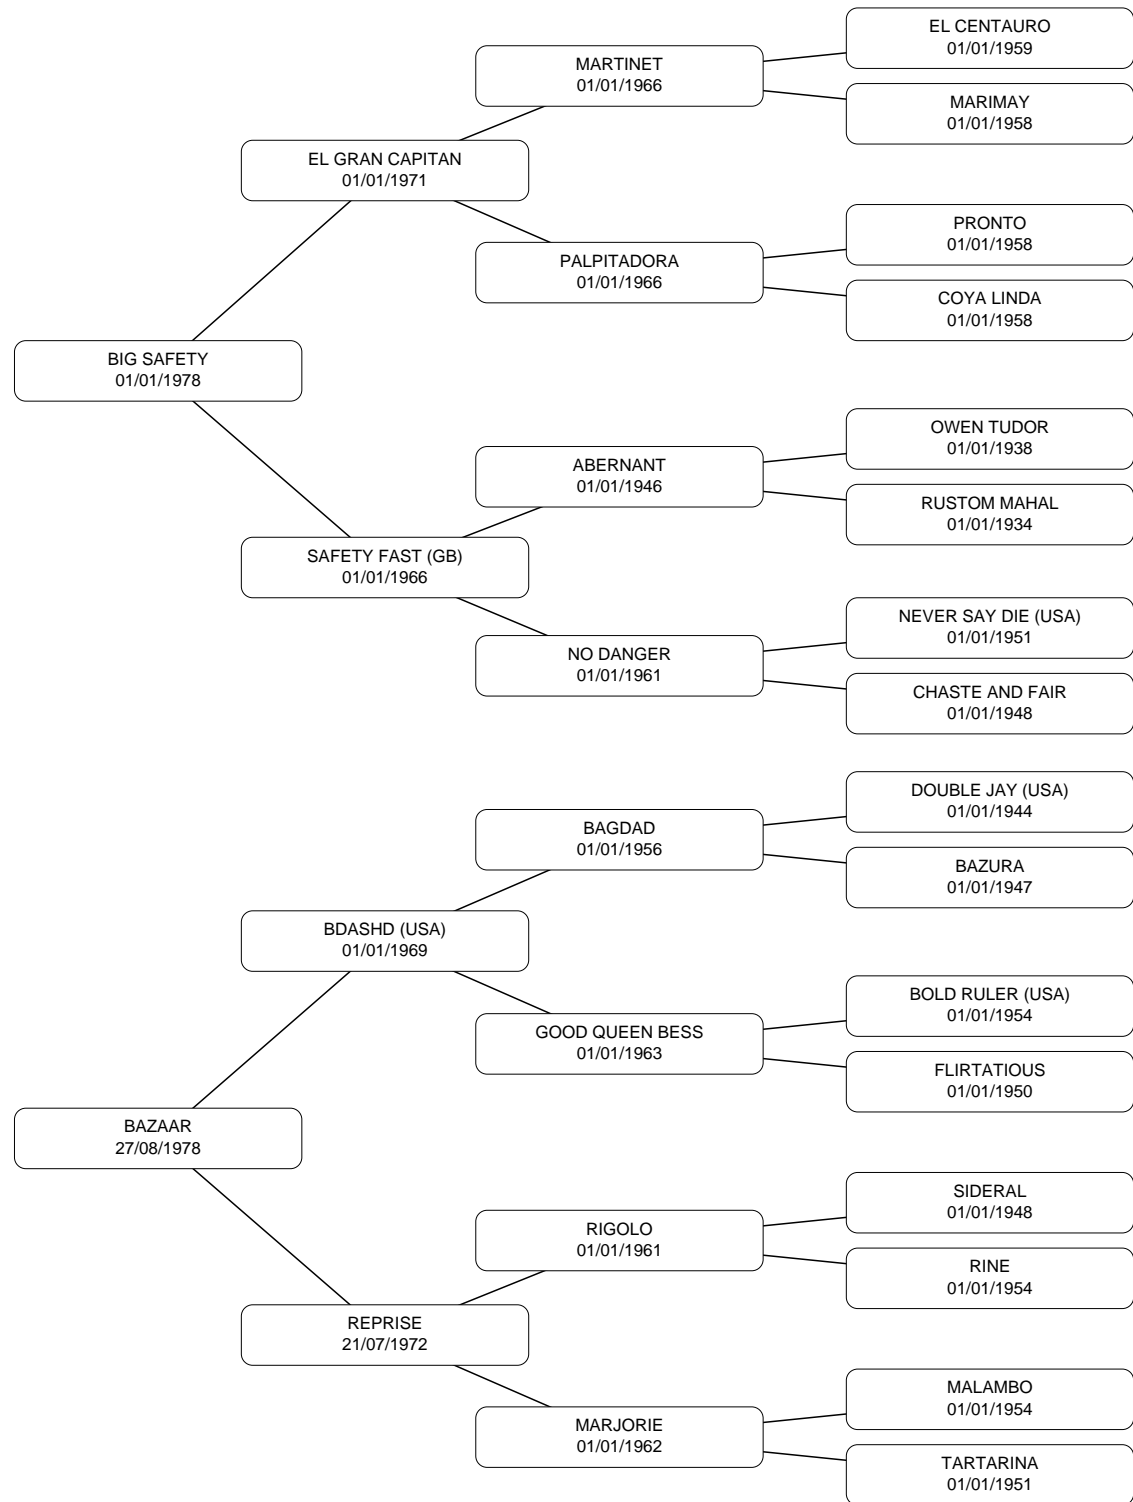 EL CENTAURO
01/01/1959
MARTINET
01/01/1966
MARIMAY
01/01/1958
EL GRAN CAPITAN
01/01/1971
PRONTO
01/01/1958
PALPITADORA
01/01/1966
COYA LINDA
01/01/1958
BIG SAFETY
01/01/1978
OWEN TUDOR
01/01/1938
ABERNANT
01/01/1946
RUSTOM MAHAL
01/01/1934
SAFETY FAST (GB)
01/01/1966
NEVER SAY DIE (USA)
01/01/1951
NO DANGER
01/01/1961
CHASTE AND FAIR
01/01/1948
DOUBLE JAY (USA)
01/01/1944
BAGDAD
01/01/1956
BAZURA
01/01/1947
BDASHD (USA)
01/01/1969
BOLD RULER (USA)
01/01/1954
GOOD QUEEN BESS
01/01/1963
FLIRTATIOUS
01/01/1950
BAZAAR
27/08/1978
SIDERAL
01/01/1948
RIGOLO
01/01/1961
RINE
01/01/1954
REPRISE
21/07/1972
MALAMBO
01/01/1954
MARJORIE
01/01/1962
TARTARINA
01/01/1951